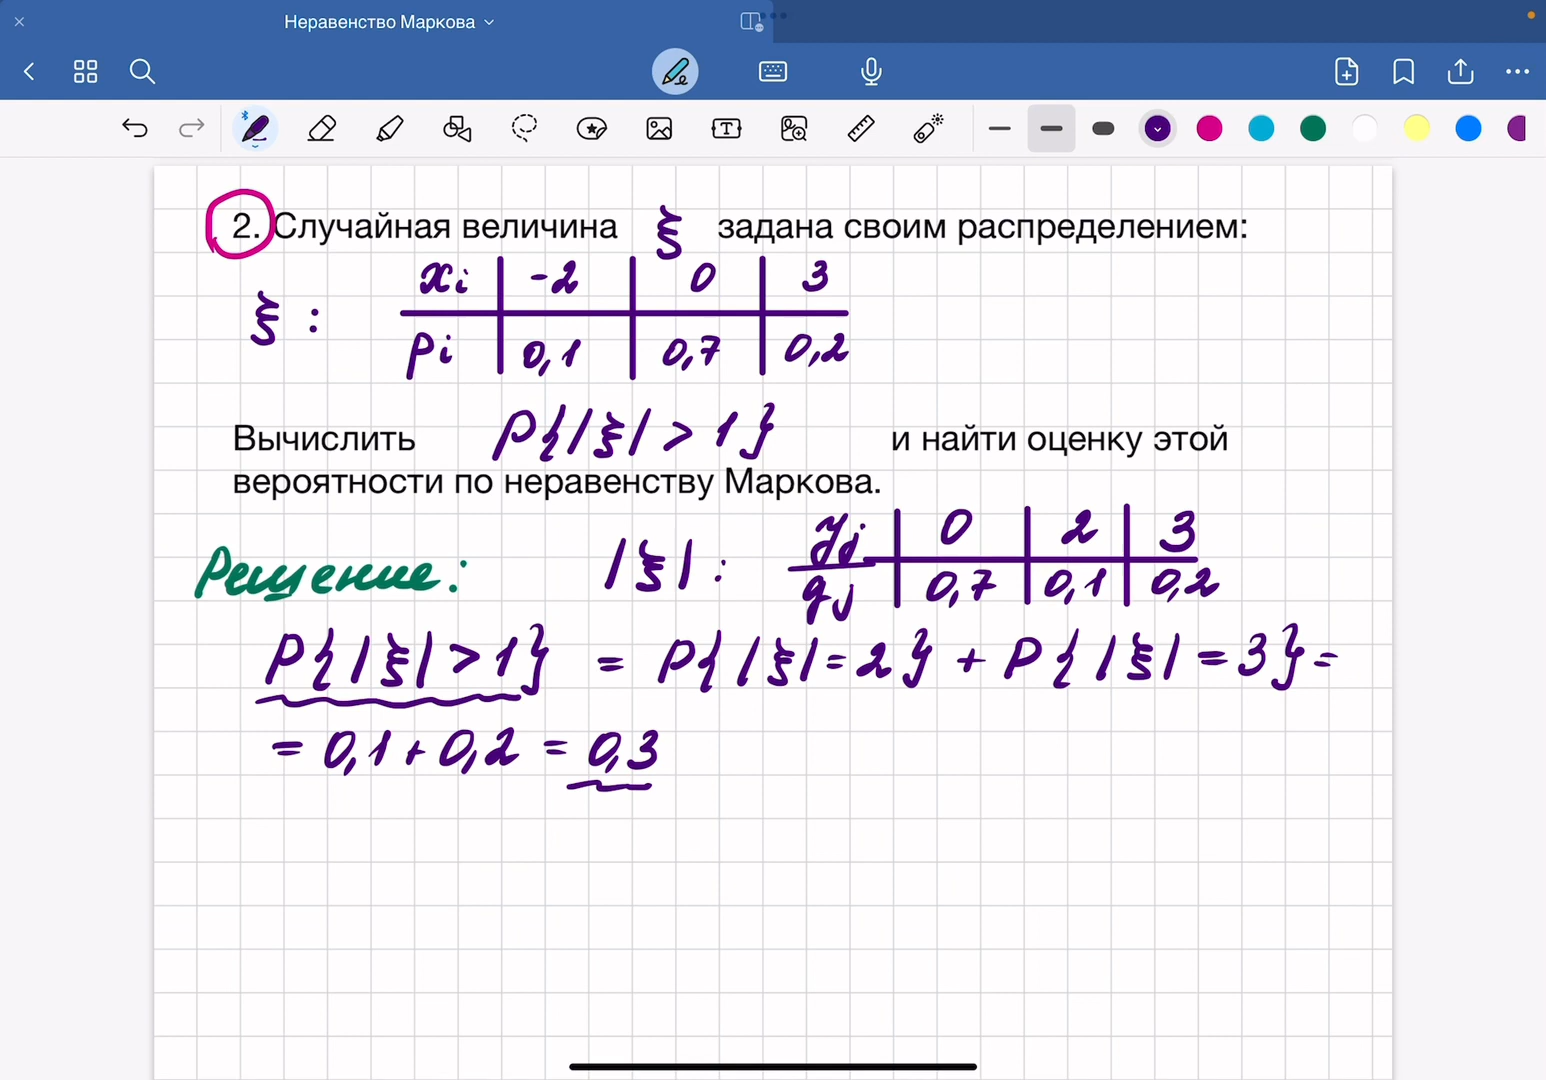 Неравенство Маркова
2. Случайная величина ξ задана своим распределением:
xi | -2 | 0 | 3
ξ :
pi | 0,1 | 0,7 | 0,2
Вычислить P{|ξ| > 1} и найти оценку этой
вероятности по неравенству Маркова.
yj | 0 | 2 | 3
Решение: |ξ| :
qj | 0,7 | 0,1 | 0,2
P{|ξ| > 1} = P{|ξ| = 2} + P{|ξ| = 3} =
= 0,1 + 0,2 = 0,3